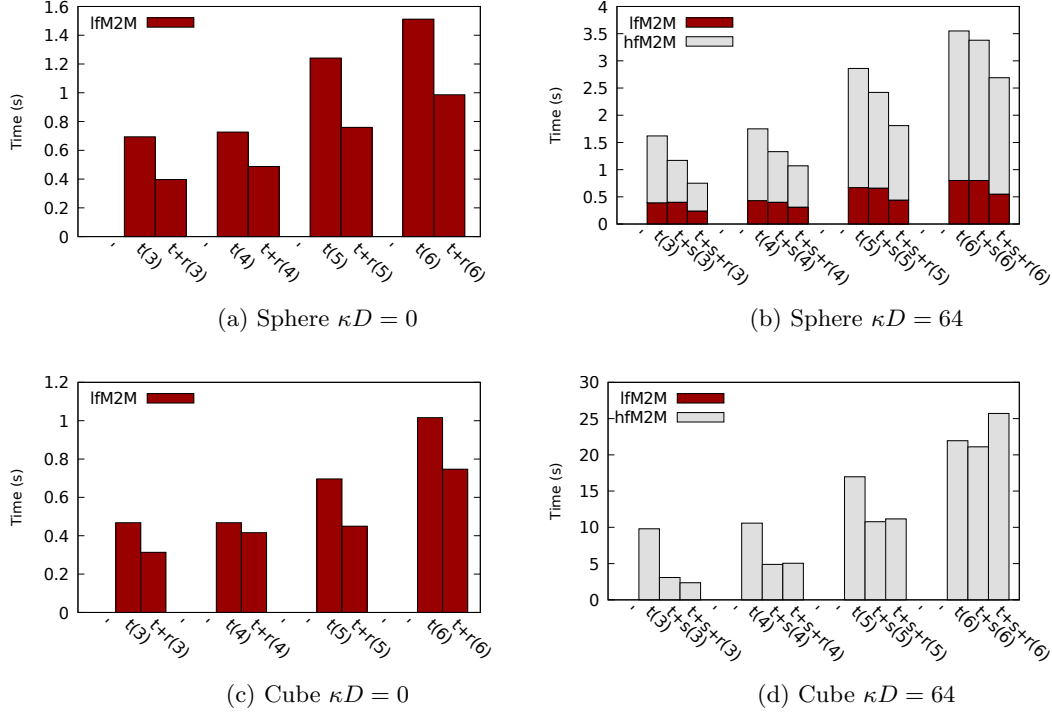 1.6
1.4
1.2
1
0.8
0.6
0.4
0.2
0
Time (s)
lfM2M
- t(3) t+r(3) - t(4) t+r(4) - t(5) t+r(5) - t(6) t+r(6)
(a) Sphere κD = 0
4
3.5
3
2.5
2
1.5
1
0.5
0
Time (s)
lfM2M
hfM2M
- t(3) t+s(3) t+s+r(3) - t(4) t+s(4) t+s+r(4) - t(5) t+s(5) t+s+r(5) - t(6) t+s(6) t+s+r(6)
(b) Sphere κD = 64
1.2
1
0.8
0.6
0.4
0.2
0
Time (s)
lfM2M
- t(3) t+r(3) - t(4) t+r(4) - t(5) t+r(5) - t(6) t+r(6)
(c) Cube κD = 0
30
25
20
15
10
5
0
Time (s)
lfM2M
hfM2M
- t(3) t+s(3) t+s+r(3) - t(4) t+s(4) t+s+r(4) - t(5) t+s(5) t+s+r(5) - t(6) t+s(6) t+s+r(6)
(d) Cube κD = 64